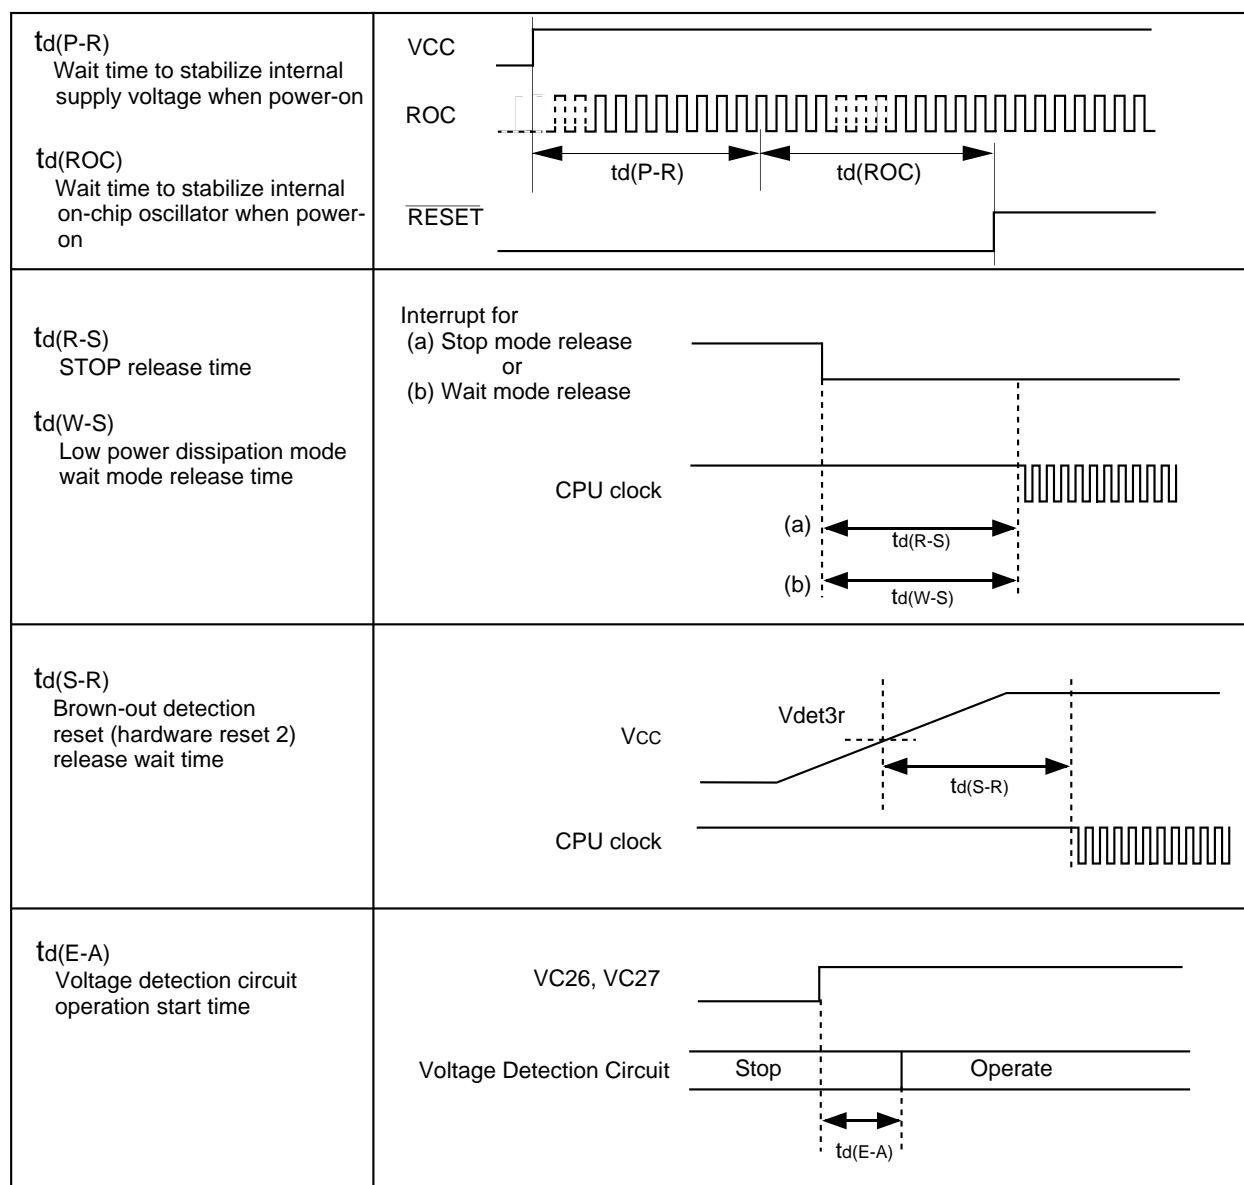 td(P-R)
Wait time to stabilize internal
supply voltage when power-on
td(ROC)
Wait time to stabilize internal
on-chip oscillator when power-
on
VCC
ROC
td(P-R)
td(ROC)
RESET
td(R-S)
STOP release time
td(W-S)
Low power dissipation mode
wait mode release time
Interrupt for
(a) Stop mode release
or
(b) Wait mode release
CPU clock
(a)
td(R-S)
(b)
td(W-S)
td(S-R)
Brown-out detection
reset (hardware reset 2)
release wait time
Vdet3r
VCC
td(S-R)
CPU clock
td(E-A)
Voltage detection circuit
operation start time
VC26, VC27
Voltage Detection Circuit
Stop
Operate
td(E-A)